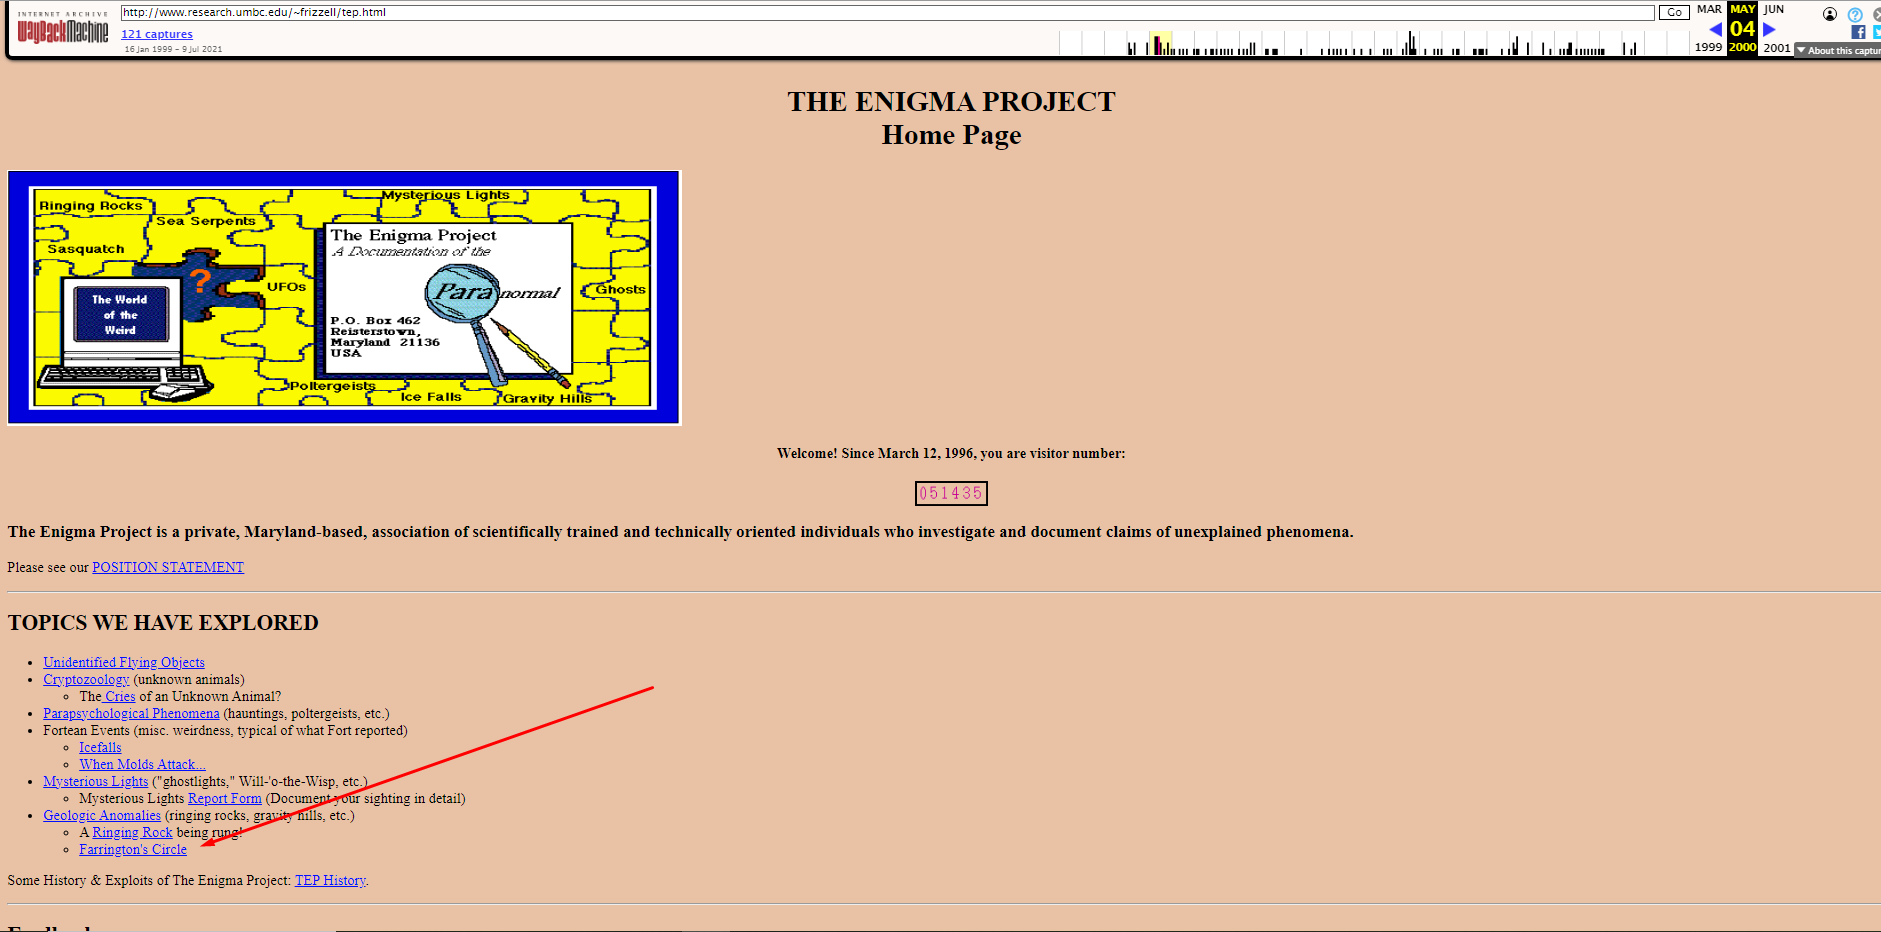 INTERNET ARCHIVE
WayBackMachine
http://www.research.umbc.edu/~frizzell/tep.html
Go
MAR MAY JUN
121 captures
04
16 Jan 1999 – 9 Jul 2021
1999 2000 2001
About this captur
THE ENIGMA PROJECT
Home Page
Mysterious Lights
Ringing Rocks
Sea Serpents
Sasquatch
?
UFOs
Ghosts
The World
of the
Weird
The Enigma Project
A Documentation of the
Paranormal
P.O. Box 462
Reisterstown,
Maryland 21136
USA
Poltergeists
Ice Falls
Gravity Hills
Welcome! Since March 12, 1996, you are visitor number:
051435
The Enigma Project is a private, Maryland-based, association of scientifically trained and technically oriented individuals who investigate and document claims of unexplained phenomena.
Please see our POSITION STATEMENT
TOPICS WE HAVE EXPLORED
• Unidentified Flying Objects
• Cryptozoology (unknown animals)
◦ The Cries of an Unknown Animal?
• Parapsychological Phenomena (hauntings, poltergeists, etc.)
• Fortean Events (misc. weirdness, typical of what Fort reported)
◦ Icefalls
◦ When Molds Attack...
• Mysterious Lights ("ghostlights," Will-'o-the-Wisp, etc.)
◦ Mysterious Lights Report Form (Document your sighting in detail)
• Geologic Anomalies (ringing rocks, gravity hills, etc.)
◦ A Ringing Rock being rung!
◦ Farrington's Circle
Some History & Exploits of The Enigma Project: TEP History.